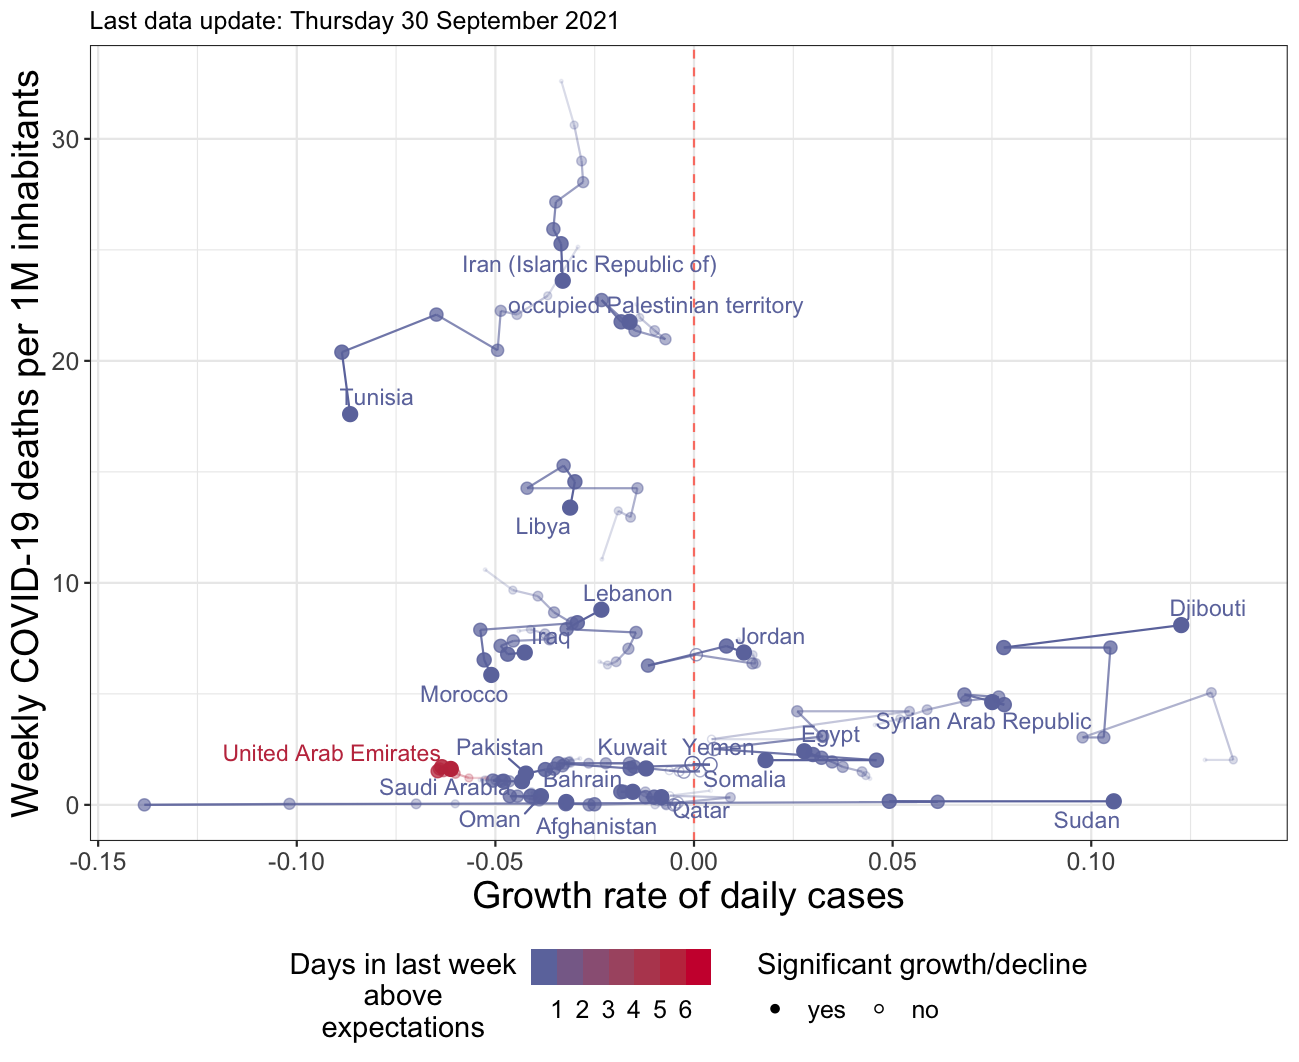 Last data update: Thursday 30 September 2021
Weekly COVID-19 deaths per 1M inhabitants
30
20
10
0
Iran (Islamic Republic of)
occupied Palestinian territory
Tunisia
Libya
Lebanon
Djibouti
Iraq
Jordan
Morocco
Syrian Arab Republic
Egypt
United Arab Emirates
Pakistan
Kuwait
Yemen
Saudi Arabia
Bahrain
Somalia
Oman
Afghanistan
Qatar
Sudan
-0.15 -0.10 -0.05 0.00 0.05 0.10
Growth rate of daily cases
Days in last week
above
expectations
1 2 3 4 5 6
Significant growth/decline
yes no